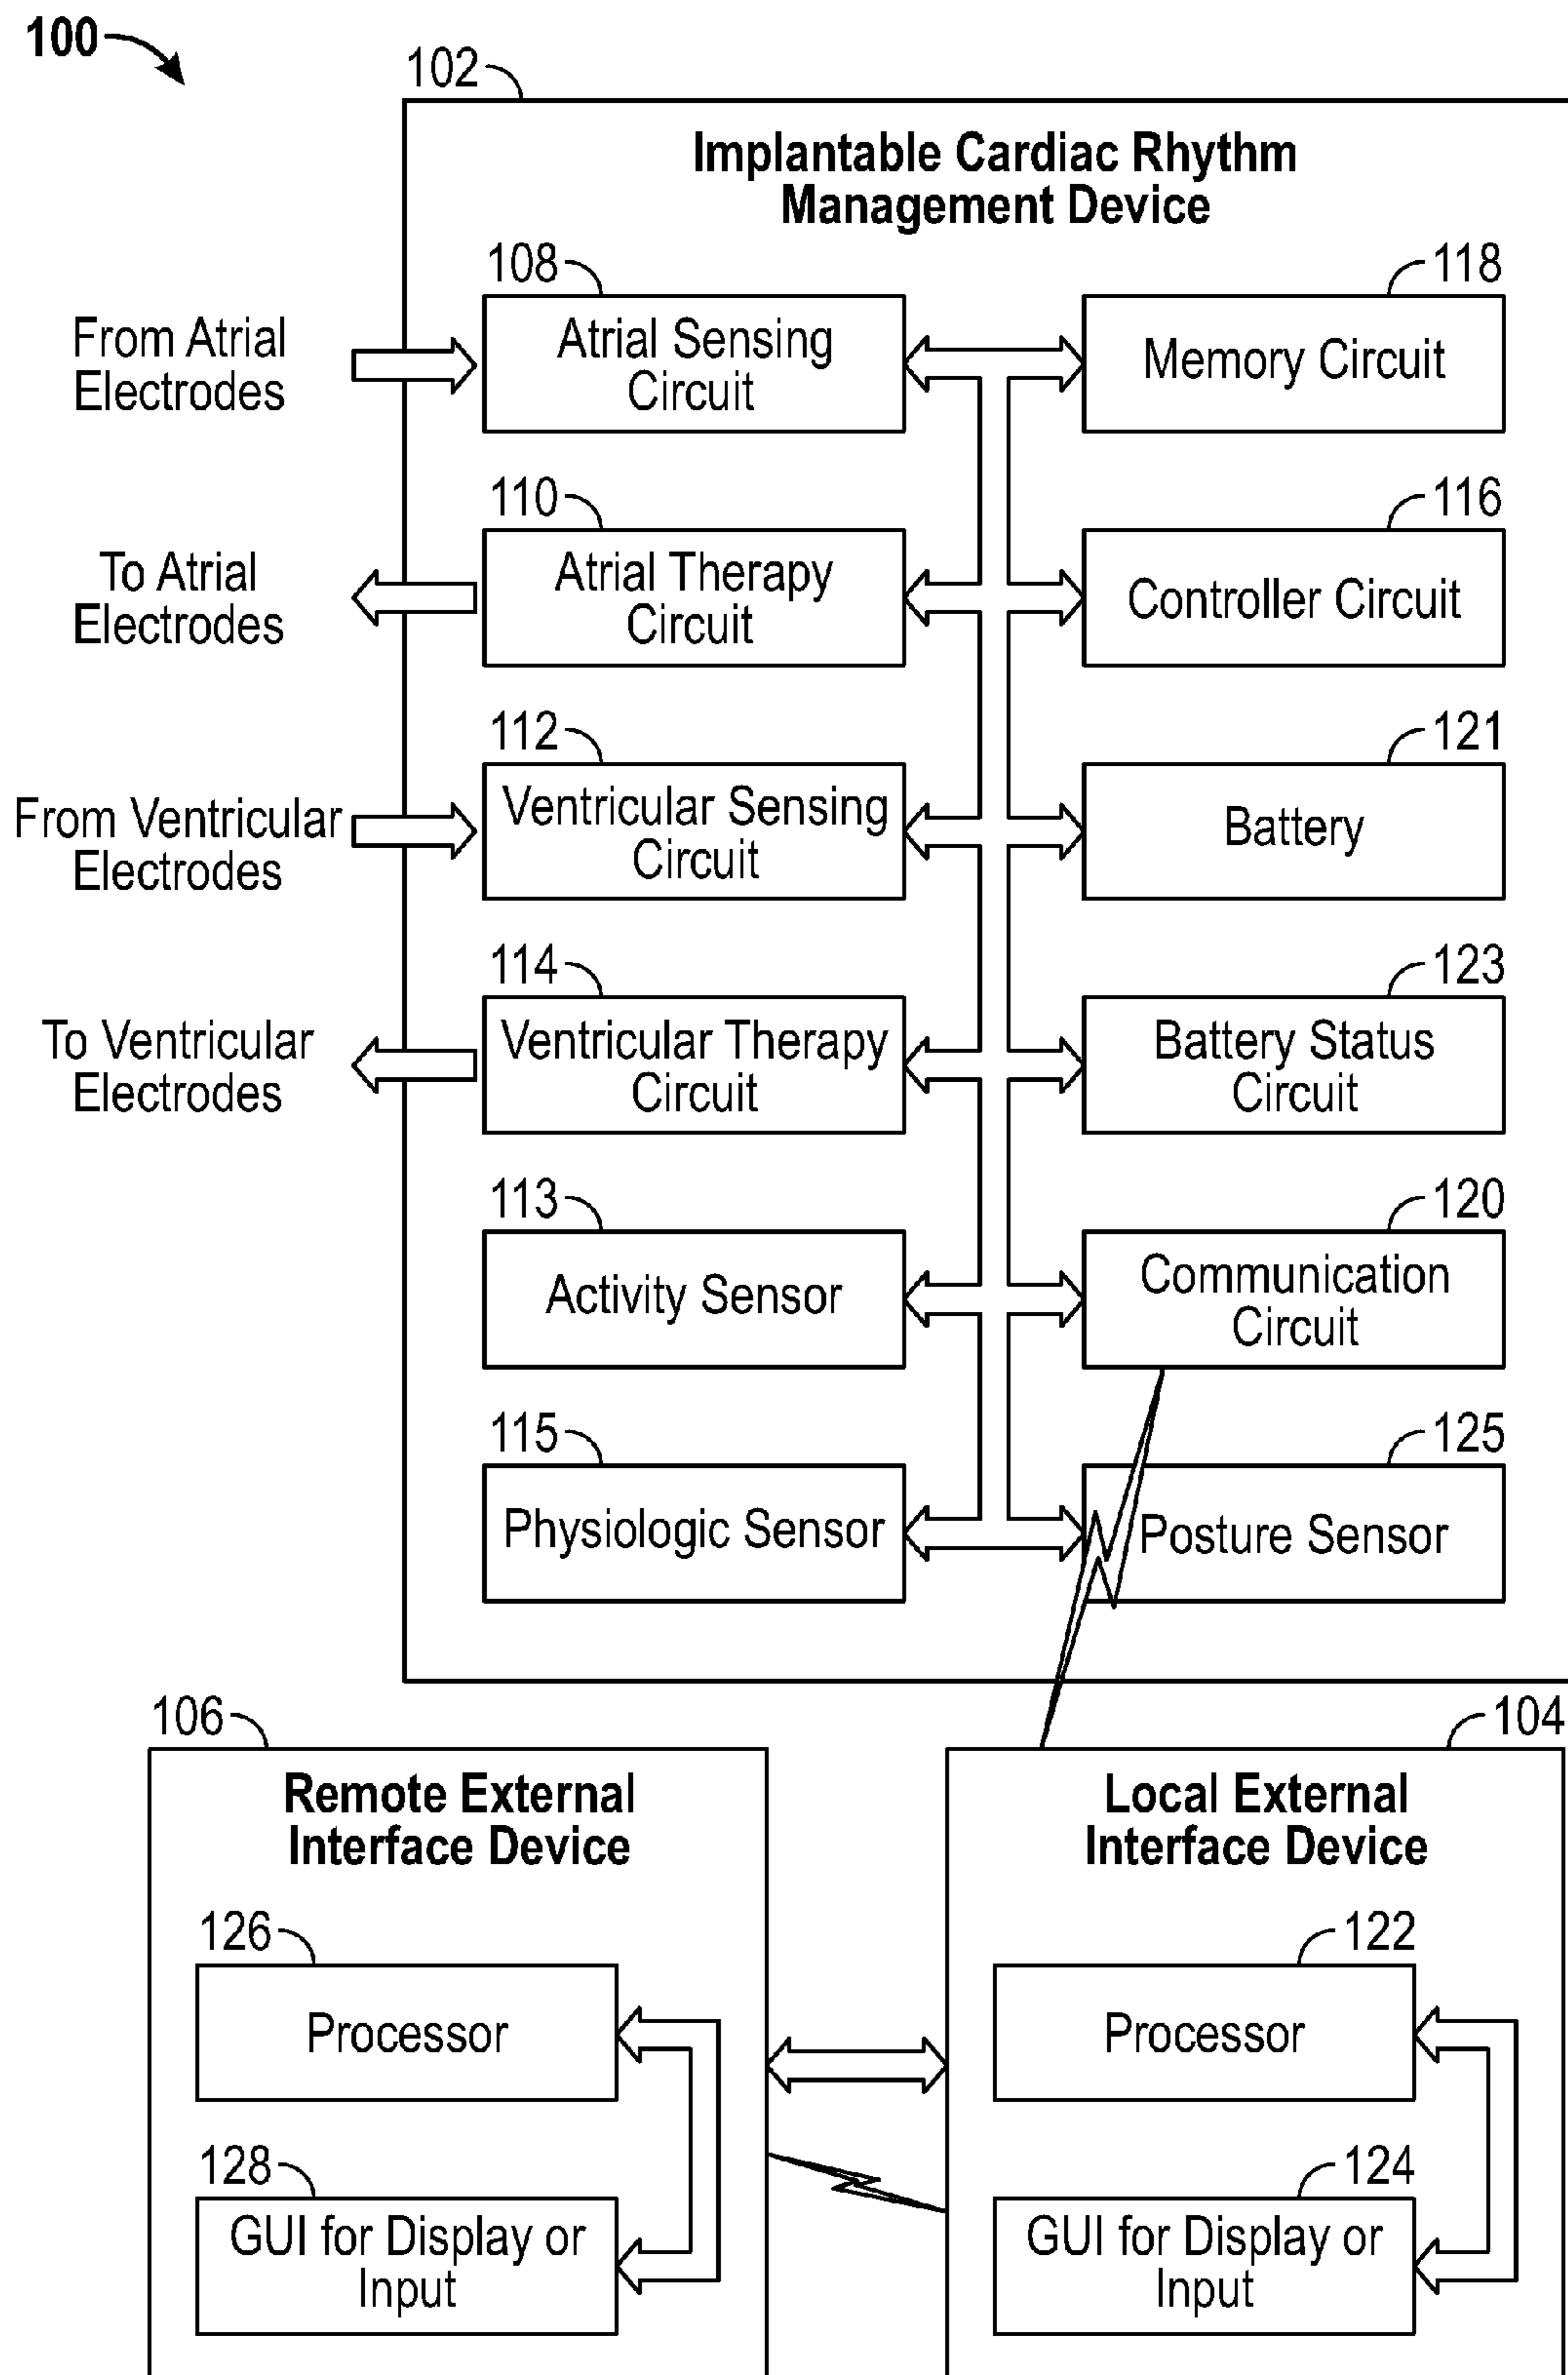 100
102
Implantable Cardiac Rhythm
Management Device
108
118
From Atrial
Electrodes
Atrial Sensing
Circuit
Memory Circuit
110
116
To Atrial
Electrodes
Atrial Therapy
Circuit
Controller Circuit
112
121
From Ventricular
Electrodes
Ventricular Sensing
Circuit
Battery
114
123
To Ventricular
Electrodes
Ventricular Therapy
Circuit
Battery Status
Circuit
113
120
Activity Sensor
Communication
Circuit
115
125
Physiologic Sensor
Posture Sensor
106
104
Remote External
Interface Device
Local External
Interface Device
126
122
Processor
Processor
128
124
GUI for Display or
Input
GUI for Display or
Input